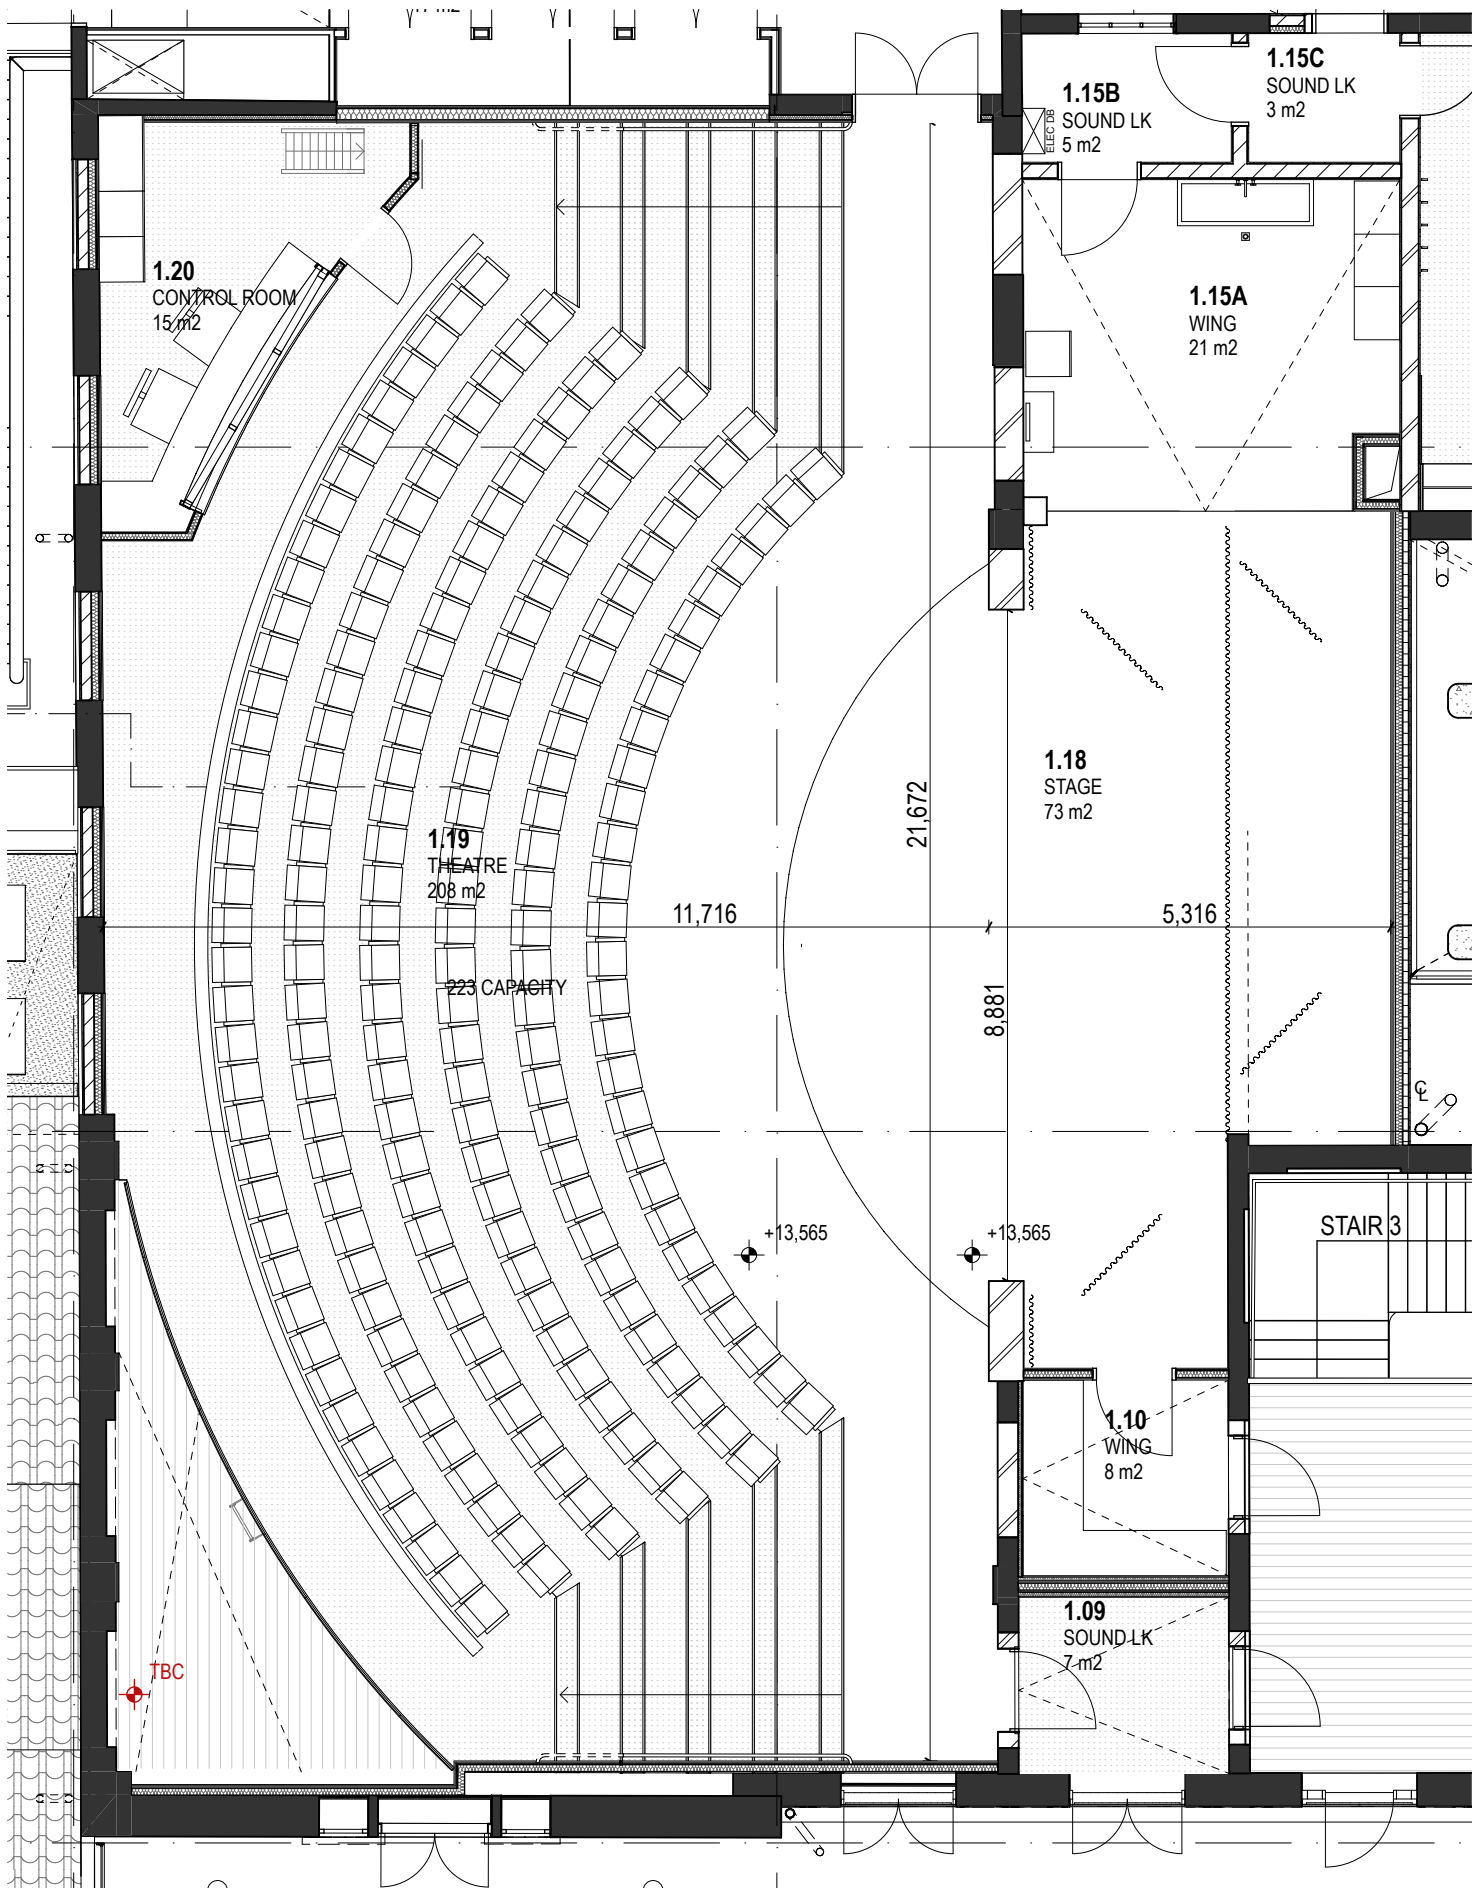 1.15C
SOUND LK
3 m2
1.15B
SOUND LK
5 m2
ELEC DB
1.20
CONTROL ROOM
15 m2
1.15A
WING
21 m2
1.18
STAGE
73 m2
21,672
1.19
THEATRE
208 m2
11,716
5,316
223 CAPACITY
8,881
+13,565
+13,565
STAIR 3
1.10
WING
8 m2
1.09
SOUND LK
7 m2
TBC